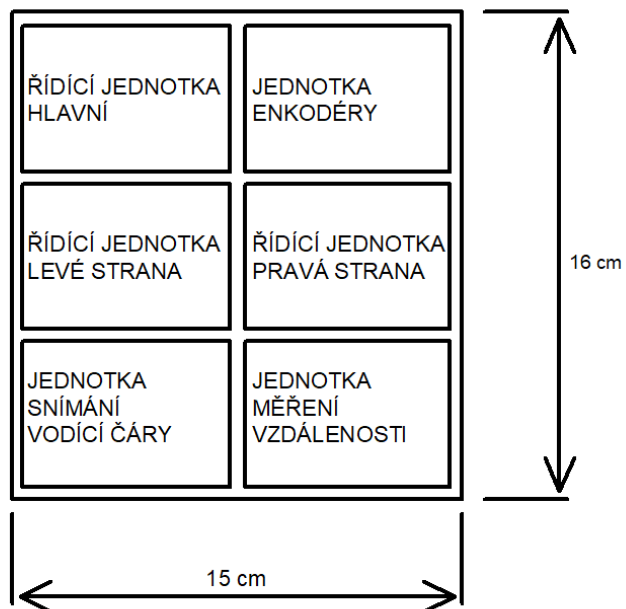 ŘÍDÍCÍ JEDNOTKA
HLAVNÍ
JEDNOTKA
ENKODÉRY
ŘÍDÍCÍ JEDNOTKA
LEVÉ STRANA
ŘÍDÍCÍ JEDNOTKA
PRAVÁ STRANA
16 cm
JEDNOTKA
SNÍMÁNÍ
VODÍCÍ ČÁRY
JEDNOTKA
MĚŘENÍ
VZDÁLENOSTI
15 cm